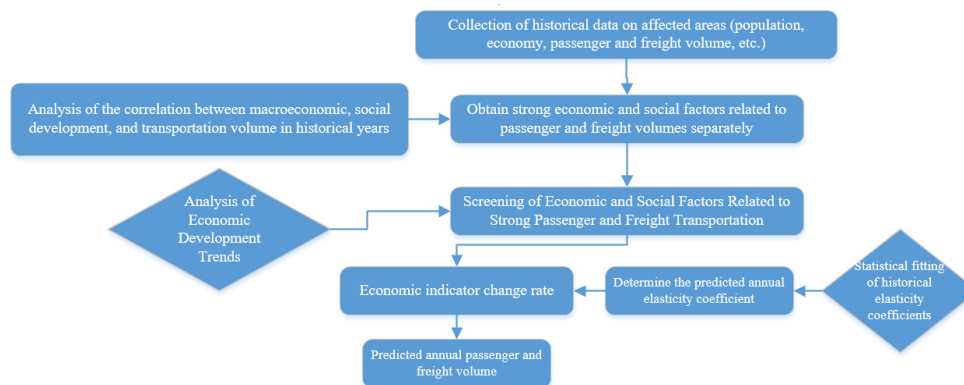 Collection of historical data on affected areas (population,
economy, passenger and freight volume, etc.)
Analysis of the correlation between macroeconomic, social
development, and transportation volume in historical years
Obtain strong economic and social factors related to
passenger and freight volumes separately
Analysis of
Economic
Development
Trends
Screening of Economic and Social Factors Related to
Strong Passenger and Freight Transportation
Economic indicator change rate
Determine the predicted annual
elasticity coefficient
Statistical fitting
of historical
elasticity
coefficients
Predicted annual passenger and
freight volume